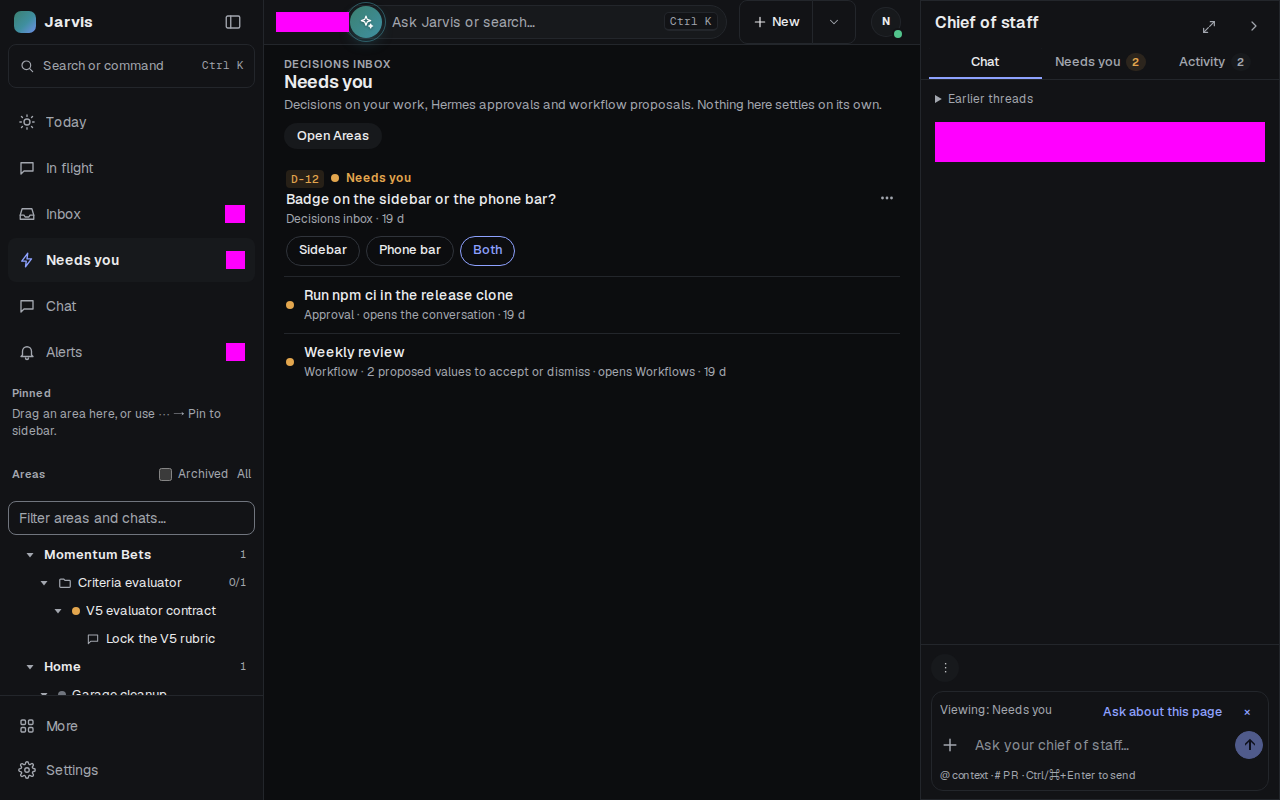 Jarvis
Search or command Ctrl K
Today
In flight
Inbox
Needs you
Chat
Alerts
Pinned
Drag an area here, or use ··· → Pin to
sidebar.
Areas Archived All
Filter areas and chats…
Momentum Bets 1
Criteria evaluator 0/1
V5 evaluator contract
Lock the V5 rubric
Home 1
Garage cleanup
More
Settings
Ask Jarvis or search… Ctrl K
New
N
DECISIONS INBOX
Needs you
Decisions on your work, Hermes approvals and workflow proposals. Nothing here settles on its own.
Open Areas
D-12 Needs you
Badge on the sidebar or the phone bar?
Decisions inbox · 19 d
Sidebar Phone bar Both
Run npm ci in the release clone
Approval · opens the conversation · 19 d
Weekly review
Workflow · 2 proposed values to accept or dismiss · opens Workflows · 19 d
Chief of staff
Chat Needs you 2 Activity 2
Earlier threads
Viewing: Needs you Ask about this page ×
Ask your chief of staff…
@ context · # PR · Ctrl/⌘+Enter to send